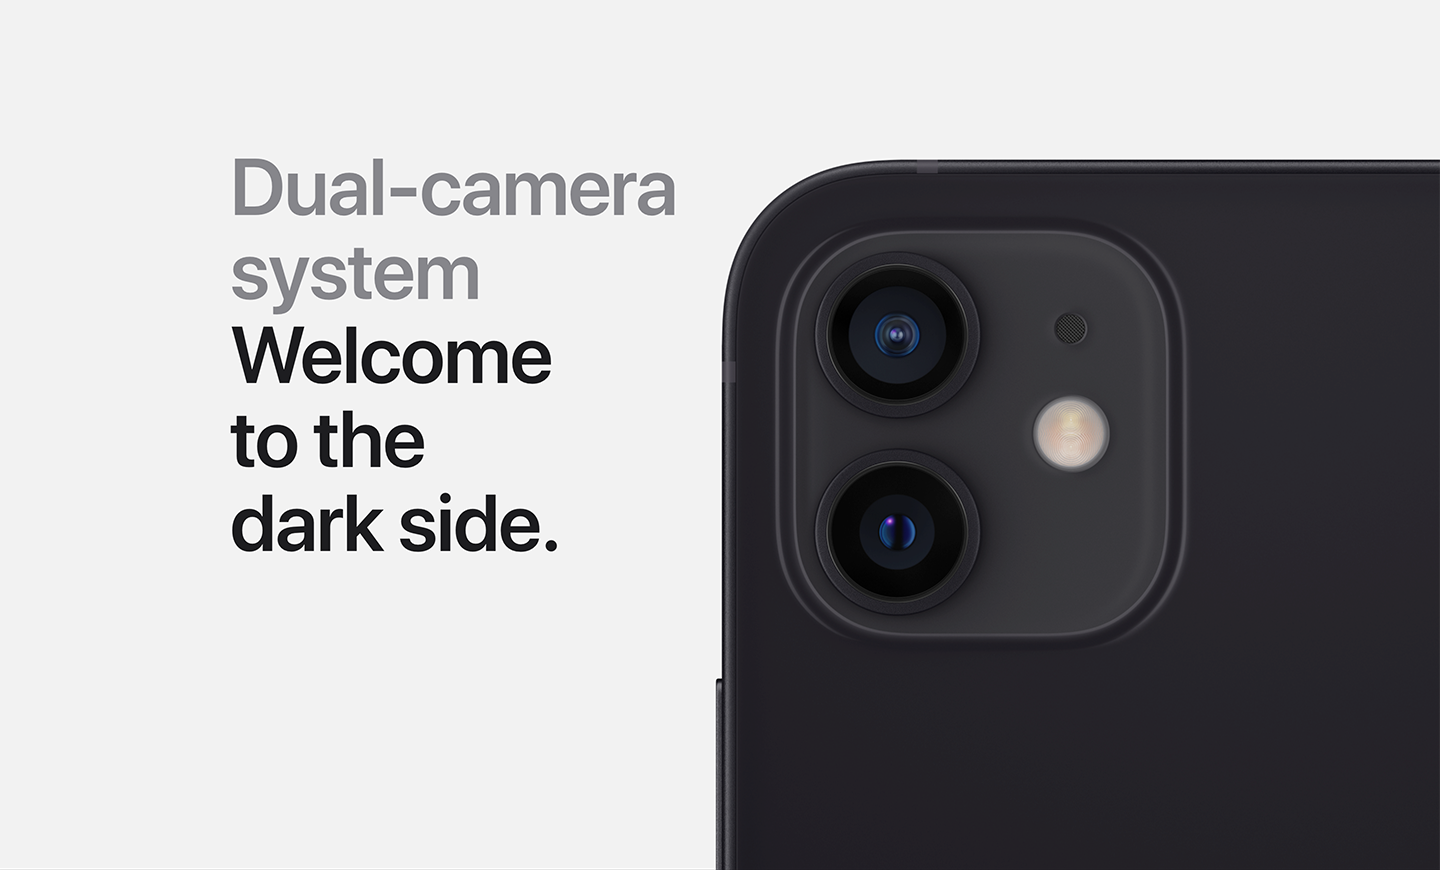 Dual-camera
system
Welcome
to the
dark side.